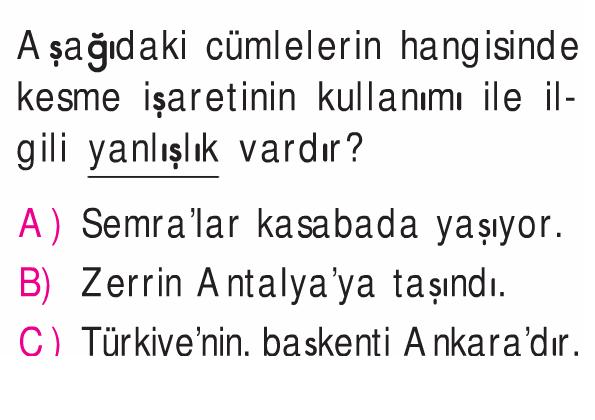 Aşağıdaki cümlelerin hangisinde
kesme işaretinin kullanımı ile il-
gili yanlışlık vardır?
A) Semra'lar kasabada yaşıyor.
B) Zerrin Antalya'ya taşındı.
C) Türkiye'nin. başkenti Ankara'dır.